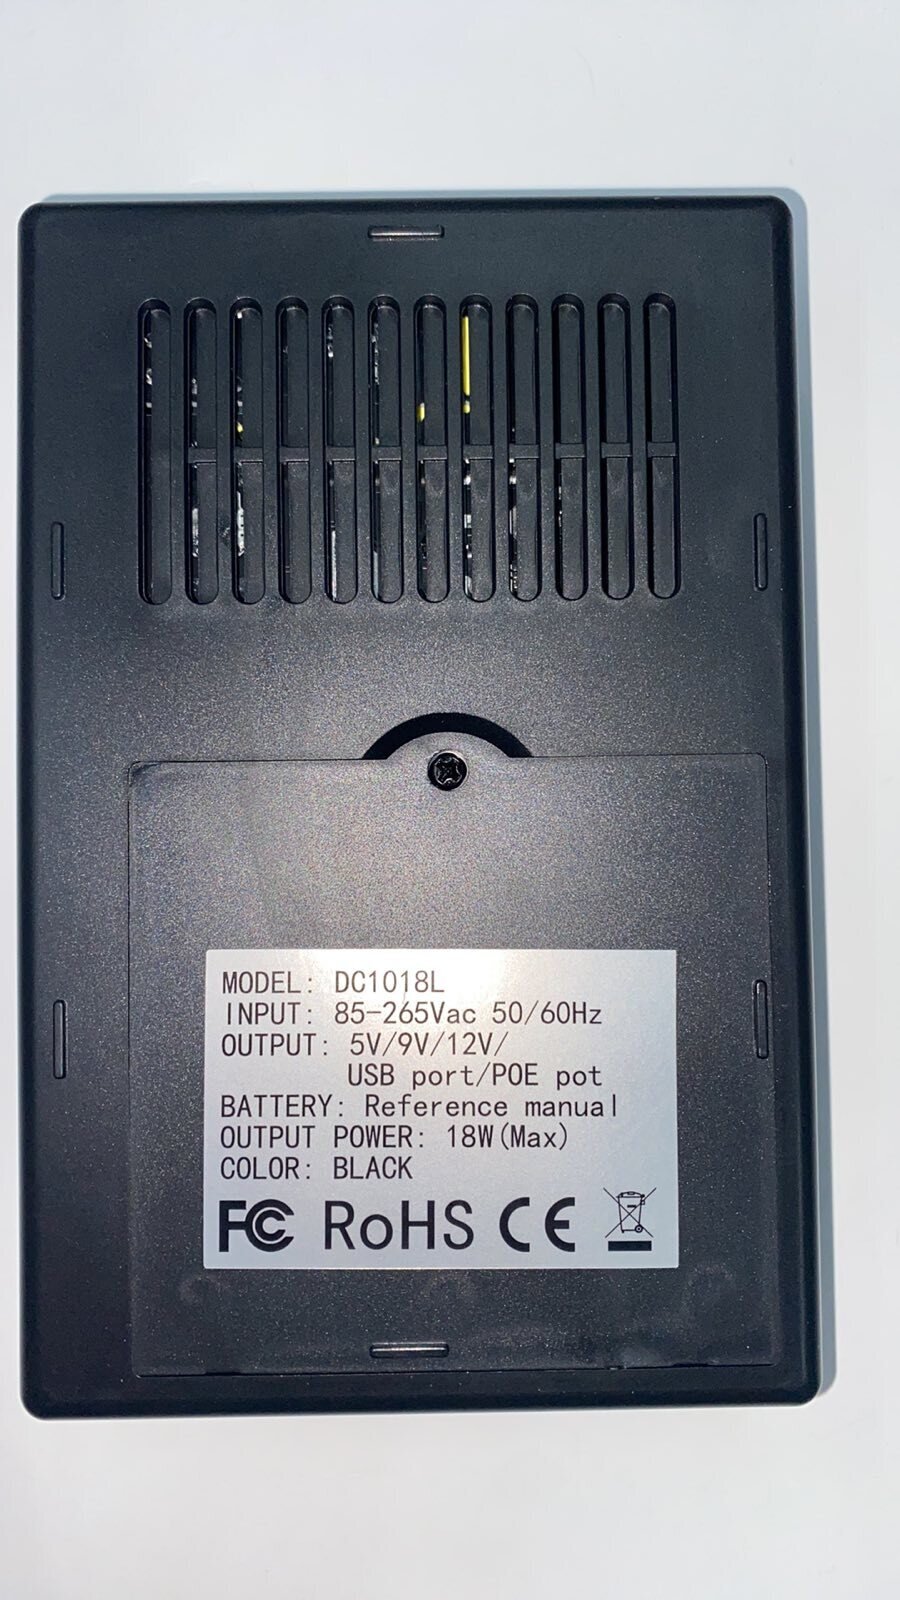 MODEL: DC1018L
INPUT: 85-265Vac 50/60Hz
OUTPUT: 5V/9V/12V/
USB port/POE pot
BATTERY: Reference manual
OUTPUT POWER: 18W(Max)
COLOR: BLACK
FC RoHS CE